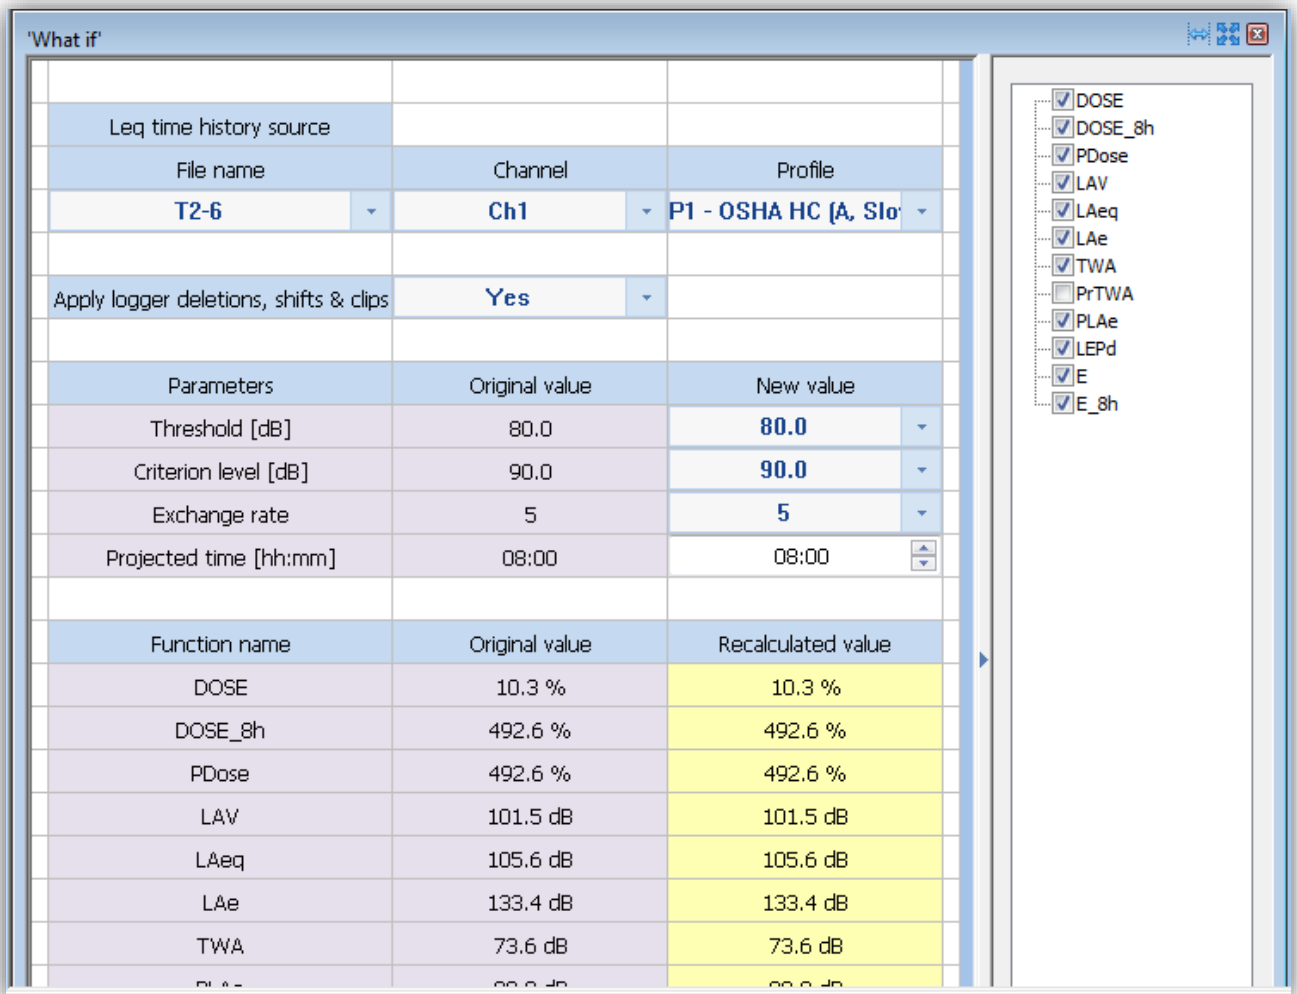 'What if'
Leq time history source
File name Channel Profile
T2-6 Ch1 P1 - OSHA HC (A, Slo
Apply logger deletions, shifts & clips Yes
Parameters Original value New value
Threshold [dB] 80.0 80.0
Criterion level [dB] 90.0 90.0
Exchange rate 5 5
Projected time [hh:mm] 08:00 08:00
Function name Original value Recalculated value
DOSE 10.3 % 10.3 %
DOSE_8h 492.6 % 492.6 %
PDose 492.6 % 492.6 %
LAV 101.5 dB 101.5 dB
LAeq 105.6 dB 105.6 dB
LAe 133.4 dB 133.4 dB
TWA 73.6 dB 73.6 dB
DOSE
DOSE_8h
PDose
LAV
LAeq
LAe
TWA
PrTWA
PLAe
LEPd
E
E_8h